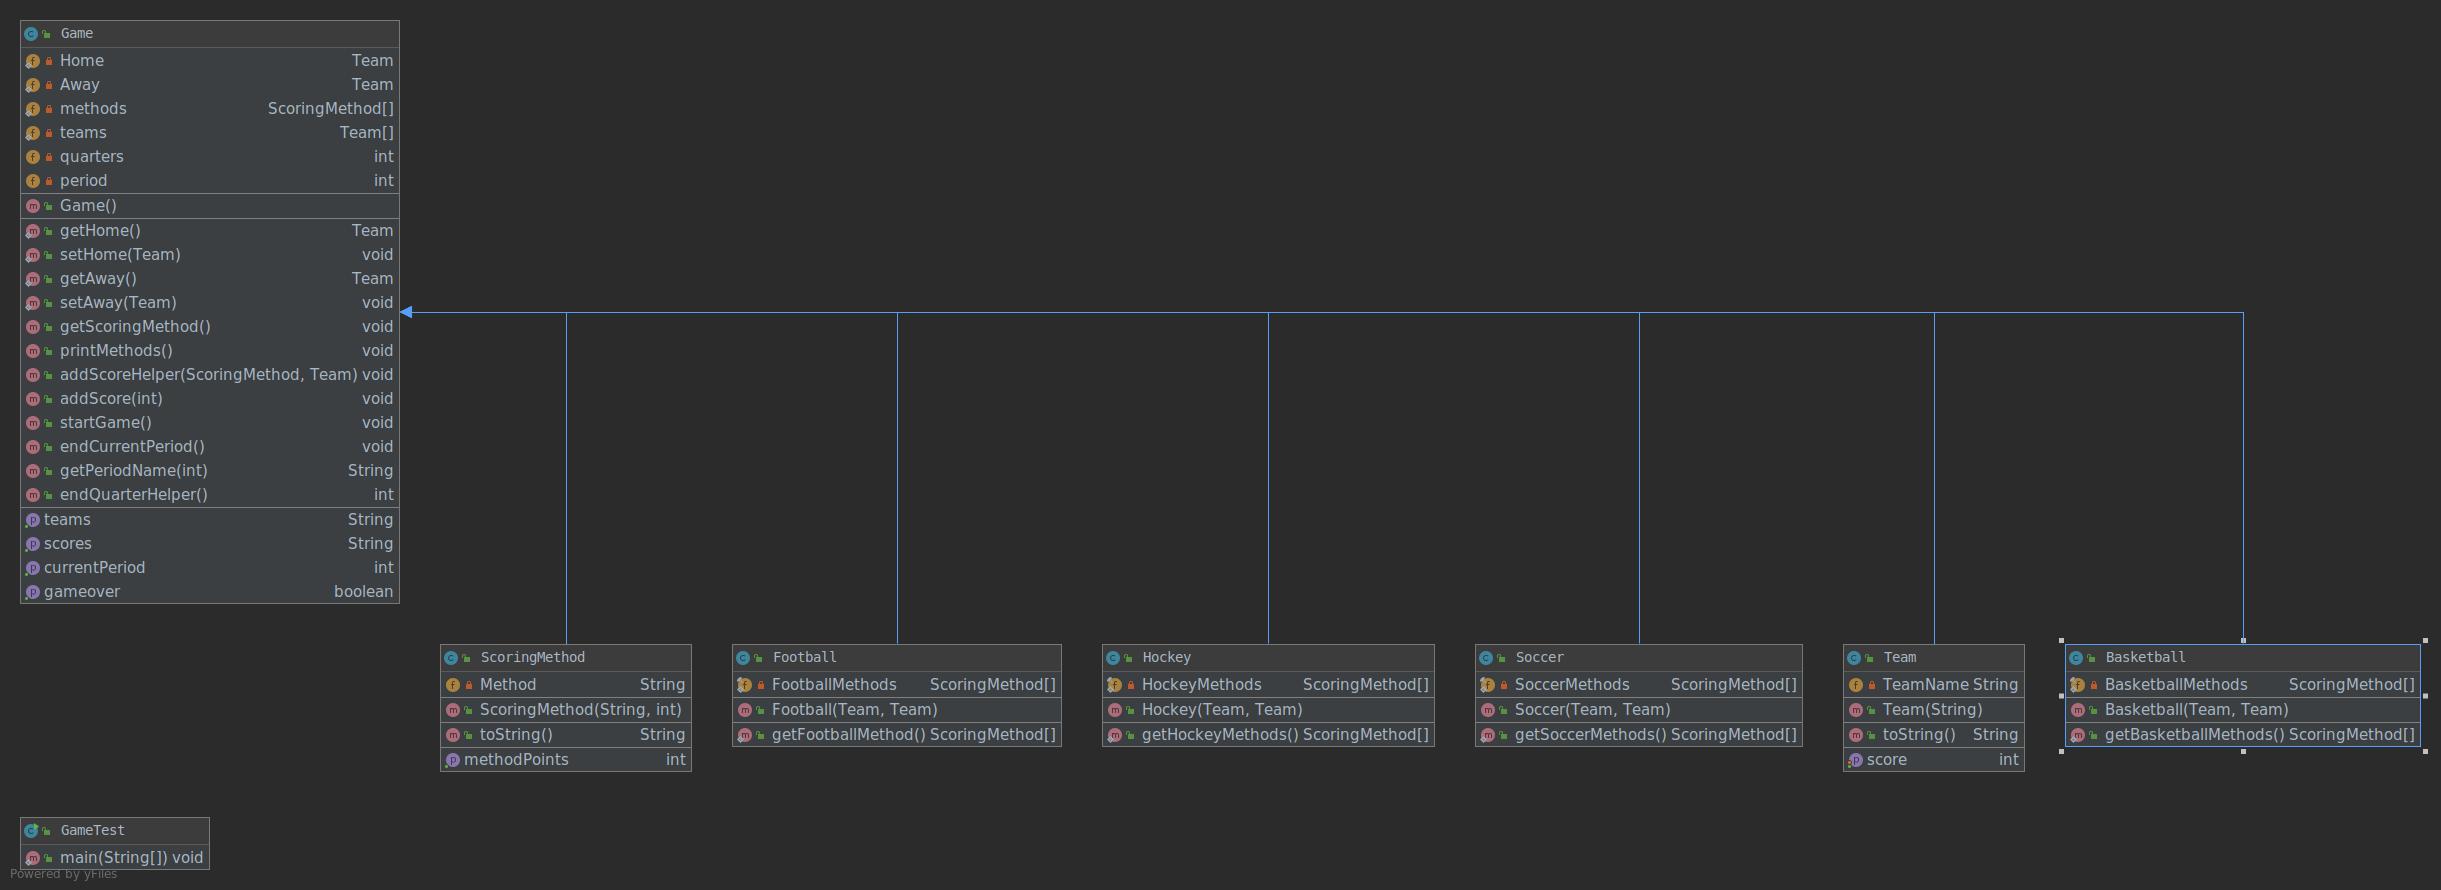 Game
Home Team
Away Team
methods ScoringMethod[]
teams Team[]
quarters int
period int
Game()
getHome() Team
setHome(Team) void
getAway() Team
setAway(Team) void
getScoringMethod() void
printMethods() void
addScoreHelper(ScoringMethod, Team) void
addScore(int) void
startGame() void
endCurrentPeriod() void
getPeriodName(int) String
endQuarterHelper() int
teams String
scores String
currentPeriod int
gameover boolean
ScoringMethod
Method String
ScoringMethod(String, int)
toString() String
methodPoints int
Football
FootballMethods ScoringMethod[]
Football(Team, Team)
getFootballMethod() ScoringMethod[]
Hockey
HockeyMethods ScoringMethod[]
Hockey(Team, Team)
getHockeyMethods() ScoringMethod[]
Soccer
SoccerMethods ScoringMethod[]
Soccer(Team, Team)
getSoccerMethods() ScoringMethod[]
Team
TeamName String
Team(String)
toString() String
score int
Basketball
BasketballMethods ScoringMethod[]
Basketball(Team, Team)
getBasketballMethods() ScoringMethod[]
GameTest
main(String[]) void
Powered by yFiles